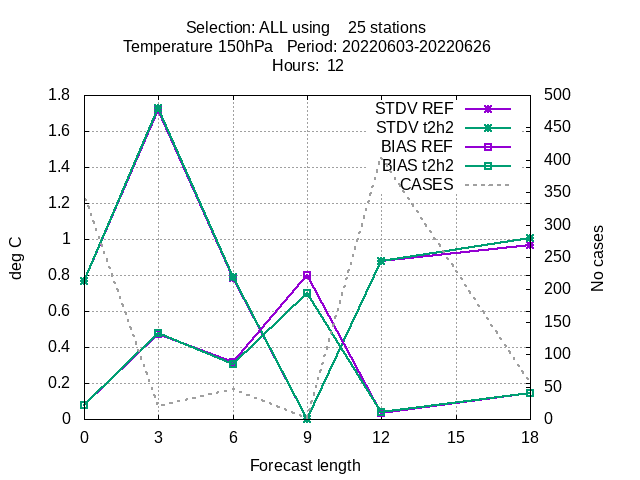 Selection: ALL using    25 stations
Temperature 150hPa   Period: 20220603-20220626
Hours:  12
1.8
1.6
1.4
1.2
1
0.8
0.6
0.4
0.2
0
500
450
400
350
300
250
200
150
100
50
0
STDV REF
STDV t2h2
BIAS REF
BIAS t2h2
CASES
deg C
No cases
0 3 6 9 12 15 18
Forecast length